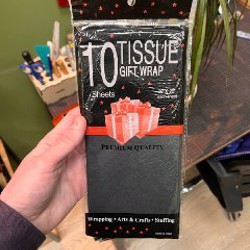 10 TISSUE
GIFT WRAP
Sheets
PREMIUM QUALITY
Wrapping • Arts & Crafts • Stuffing